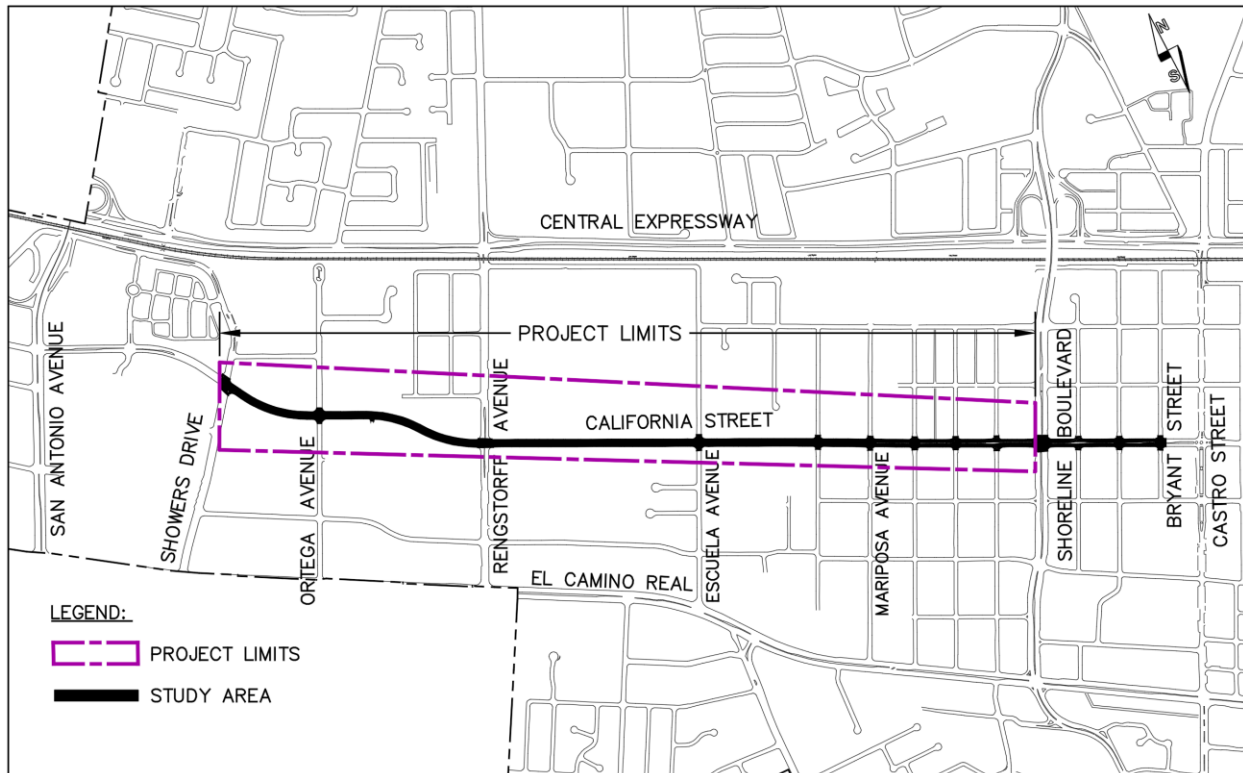 N
S
CENTRAL EXPRESSWAY
PROJECT LIMITS
CALIFORNIA STREET
SAN ANTONIO AVENUE
SHOWERS DRIVE
ORTEGA AVENUE
RENGSTORFF AVENUE
ESCUELA AVENUE
MARIPOSA AVENUE
SHORELINE BOULEVARD
BRYANT STREET
CASTRO STREET
EL CAMINO REAL
LEGEND:
PROJECT LIMITS
STUDY AREA